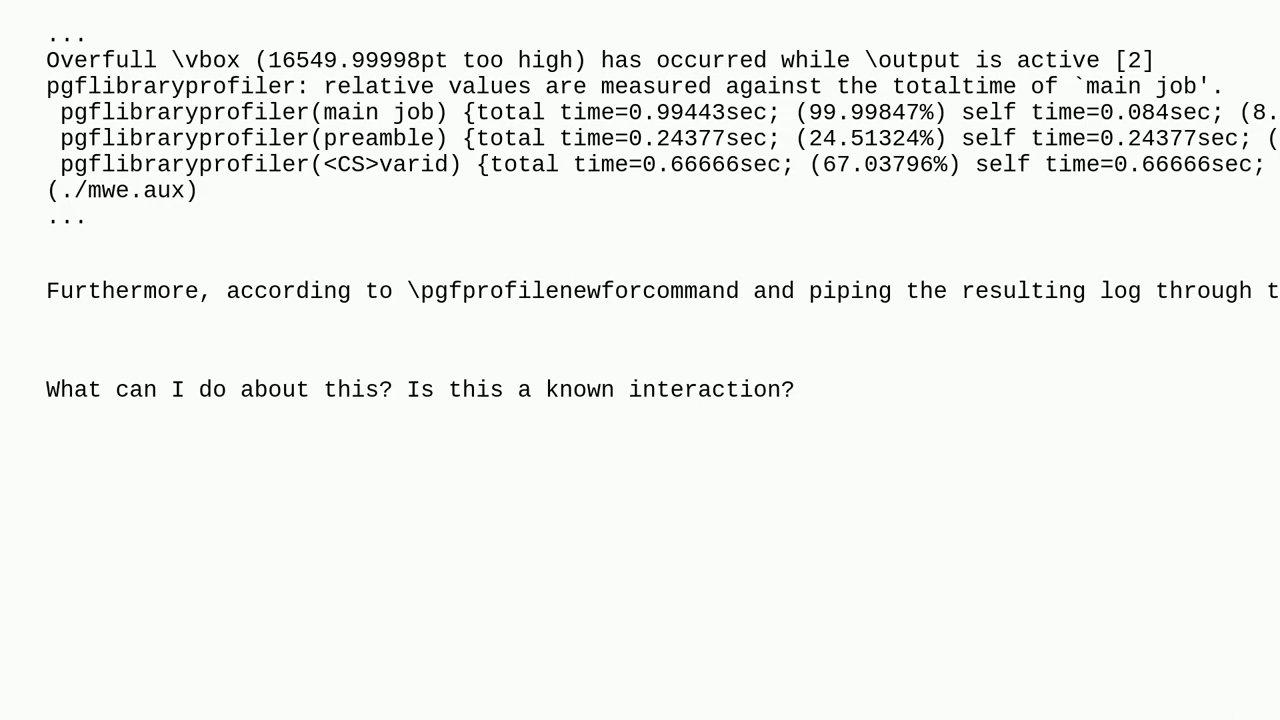 ...
Overfull \vbox (16549.99998pt too high) has occurred while \output is active [2]
pgflibraryprofiler: relative values are measured against the totaltime of `main job'.
 pgflibraryprofiler(main job) {total time=0.99443sec; (99.99847%) self time=0.084sec; (8.
 pgflibraryprofiler(preamble) {total time=0.24377sec; (24.51324%) self time=0.24377sec; (
 pgflibraryprofiler(<CS>varid) {total time=0.66666sec; (67.03796%) self time=0.66666sec;
(./mwe.aux)
...
Furthermore, according to \pgfprofilenewforcommand and piping the resulting log through t
What can I do about this? Is this a known interaction?